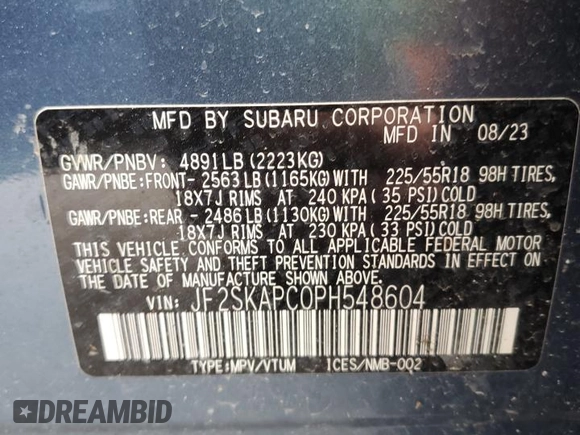 MFD BY SUBARU CORPORATION
MFD IN 08/23
GVWR/PNBV: 4891LB(2223KG)
GAWR/PNBE:FRONT- 2563LB(1165KG)WITH 225/55R18 98H TIRES,
18X7J RIMS AT 240 KPA(35 PSI)COLD
GAWR/PNBE:REAR - 2486LB(1130KG)WITH 225/55R18 98H TIRES,
18X7J RIMS AT 230 KPA(33 PSI)COLD
THIS VEHICLE CONFORMS TO ALL APPLICABLE FEDERAL MOTOR
VEHICLE SAFETY AND THEFT PREVENTION STANDARDS IN EFFECT ON
THE DATE OF MANUFACTURE SHOWN ABOVE.
VIN: JF2SKAPC0PH548604
TYPE:MPV/VTUM ICES/NMB-002
DREAMBID